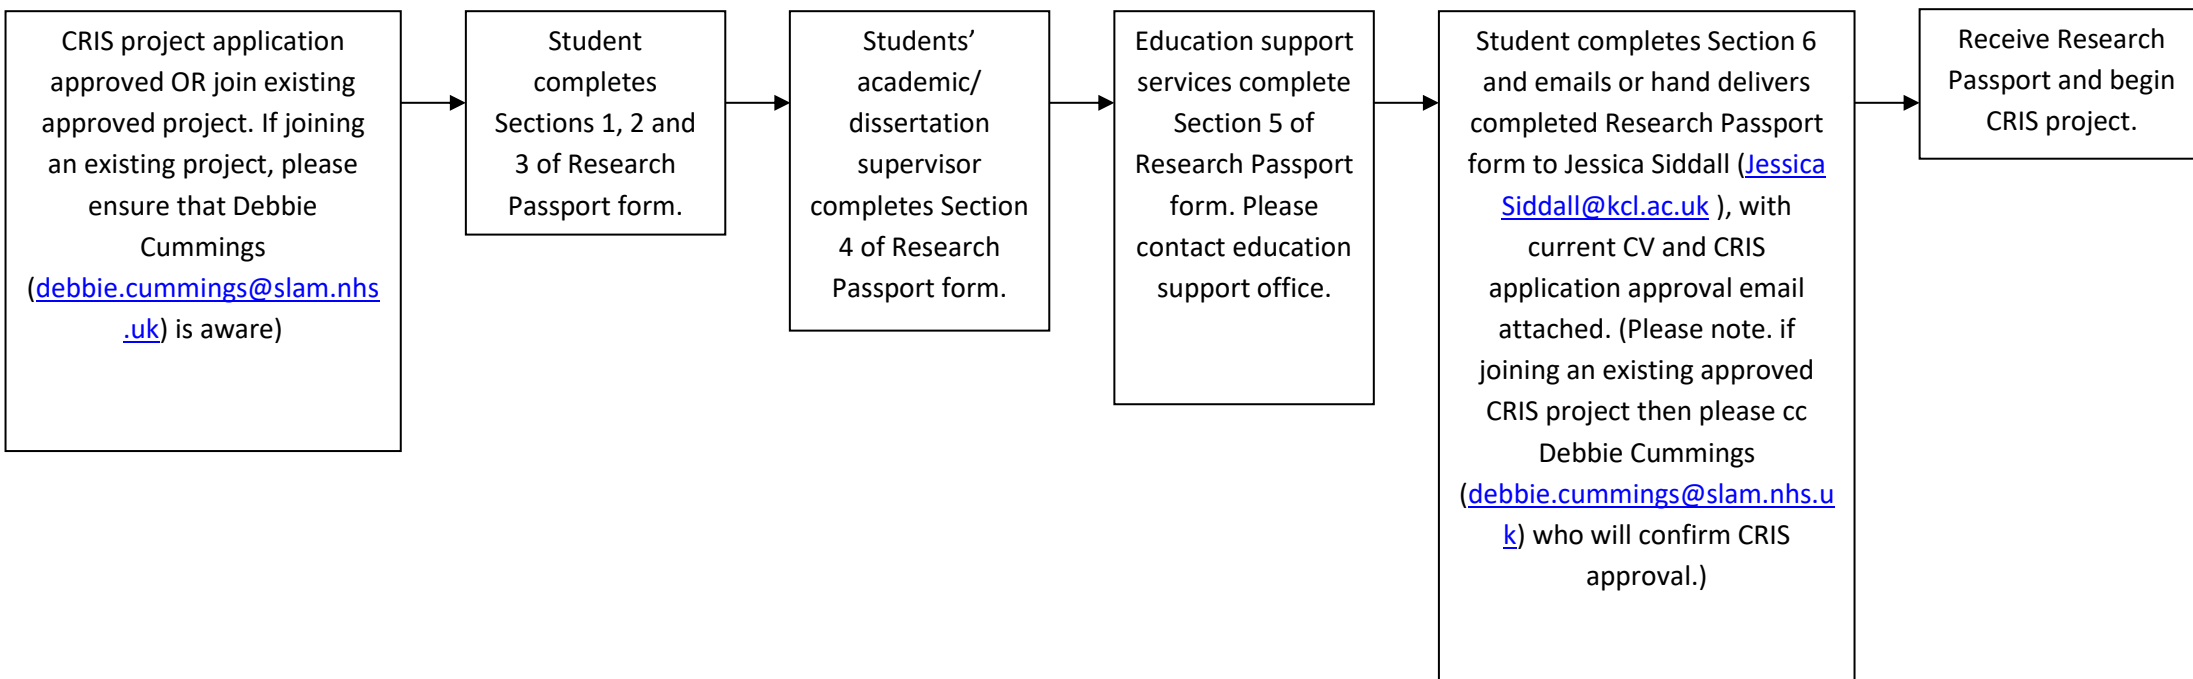 CRIS project application
approved OR join existing
approved project. If joining
an existing project, please
ensure that Debbie
Cummings
(debbie.cummings@slam.nhs
.uk) is aware)
Student
completes
Sections 1, 2 and
3 of Research
Passport form.
Students’
academic/
dissertation
supervisor
completes Section
4 of Research
Passport form.
Education support
services complete
Section 5 of
Research Passport
form. Please
contact education
support office.
Student completes Section 6
and emails or hand delivers
completed Research Passport
form to Jessica Siddall (Jessica
Siddall@kcl.ac.uk ), with
current CV and CRIS
application approval email
attached. (Please note. if
joining an existing approved
CRIS project then please cc
Debbie Cummings
(debbie.cummings@slam.nhs.u
k) who will confirm CRIS
approval.)
Receive Research
Passport and begin
CRIS project.